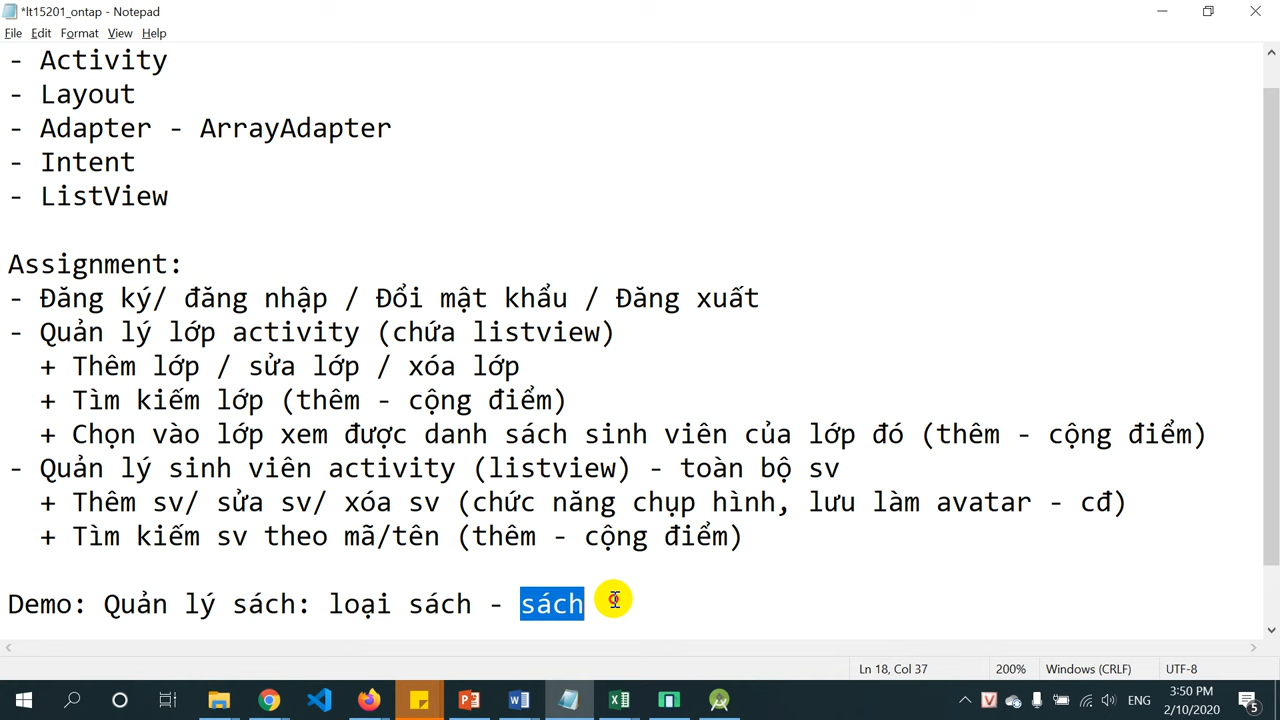 *lt15201_ontap - Notepad
File Edit Format View Help
- Activity
- Layout
- Adapter - ArrayAdapter
- Intent
- ListView
Assignment:
- Đăng ký/ đăng nhập / Đổi mật khẩu / Đăng xuất
- Quản lý lớp activity (chứa listview)
+ Thêm lớp / sửa lớp / xóa lớp
+ Tìm kiếm lớp (thêm - cộng điểm)
+ Chọn vào lớp xem được danh sách sinh viên của lớp đó (thêm - cộng điểm)
- Quản lý sinh viên activity (listview) - toàn bộ sv
+ Thêm sv/ sửa sv/ xóa sv (chức năng chụp hình, lưu làm avatar - cđ)
+ Tìm kiếm sv theo mã/tên (thêm - cộng điểm)
Demo: Quản lý sách: loại sách - sách
Ln 18, Col 37 200% Windows (CRLF) UTF-8
ENG
3:50 PM
2/10/2020
5